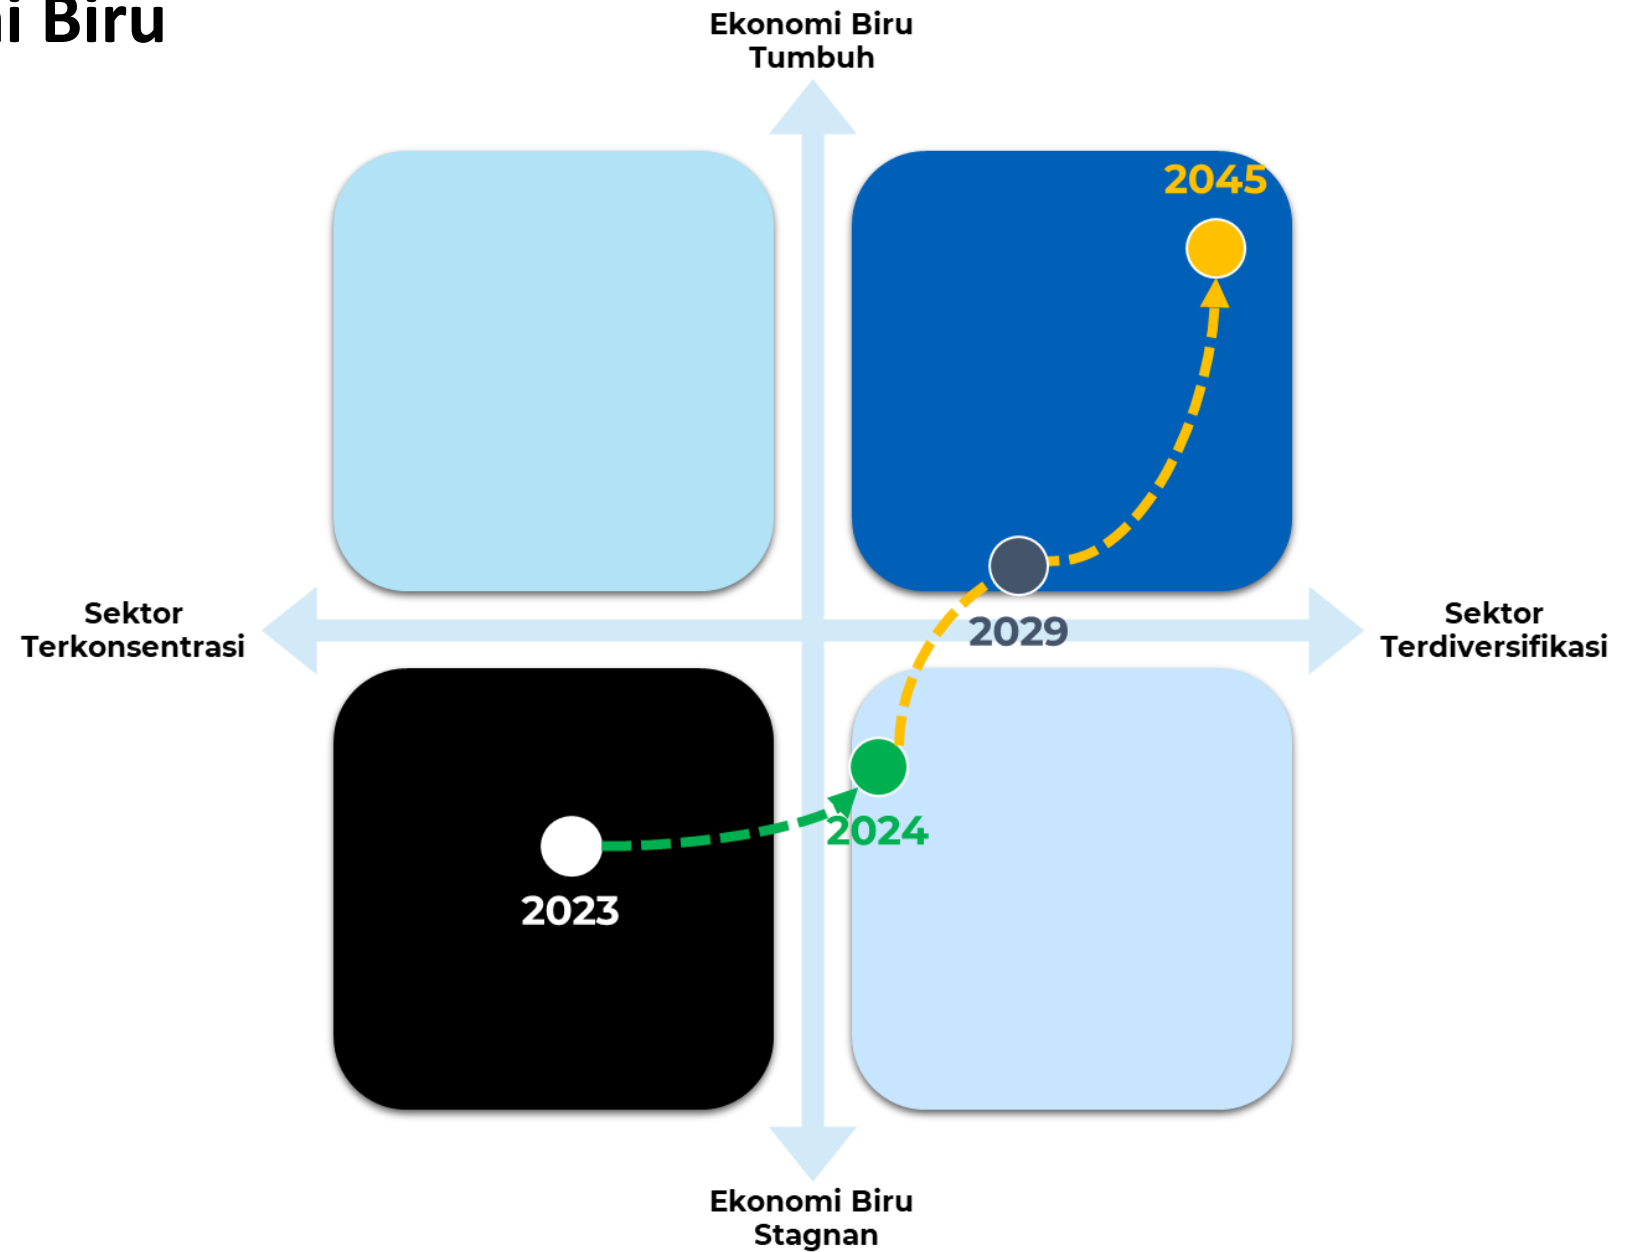 Biru
Ekonomi Biru
Tumbuh
2045
Sektor
Terkonsentrasi
Sektor
Terdiversifikasi
2029
2024
2023
Ekonomi Biru
Stagnan